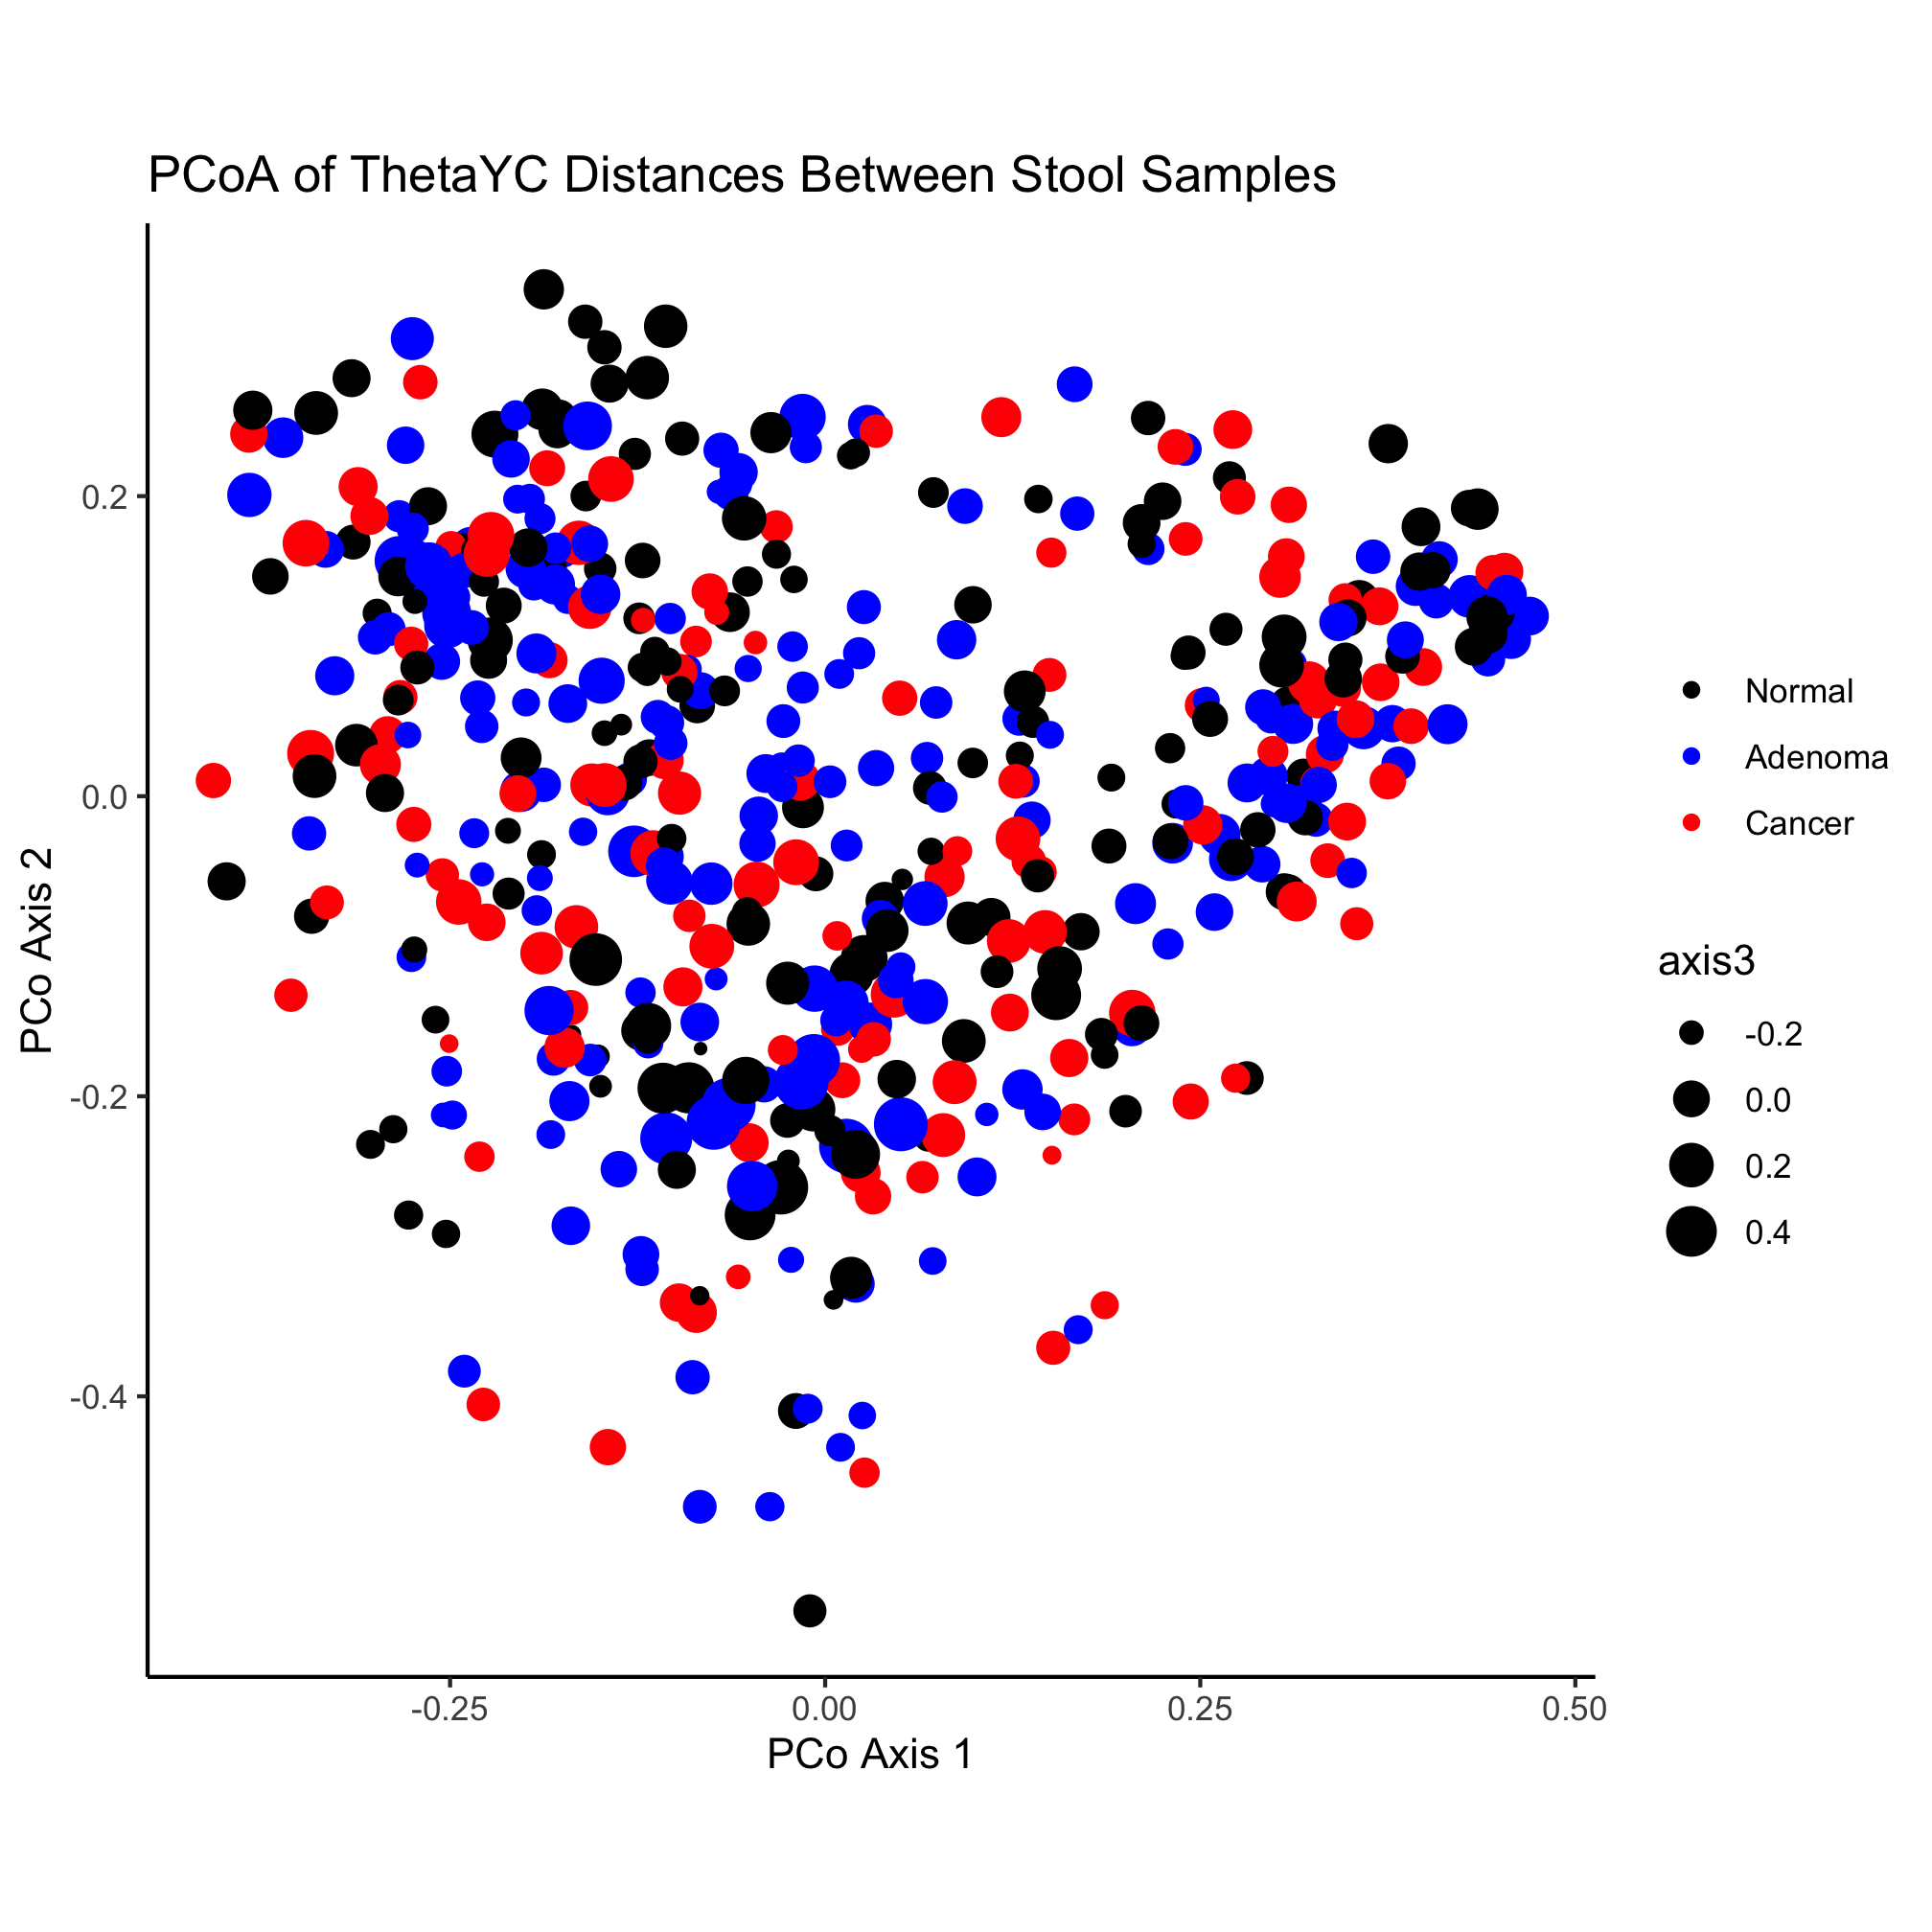 PCoA of ThetaYC Distances Between Stool Samples
PCo Axis 2
0.2
0.0
-0.2
-0.4
-0.25
0.00
0.25
0.50
PCo Axis 1
Normal
Adenoma
Cancer
axis3
-0.2
0.0
0.2
0.4